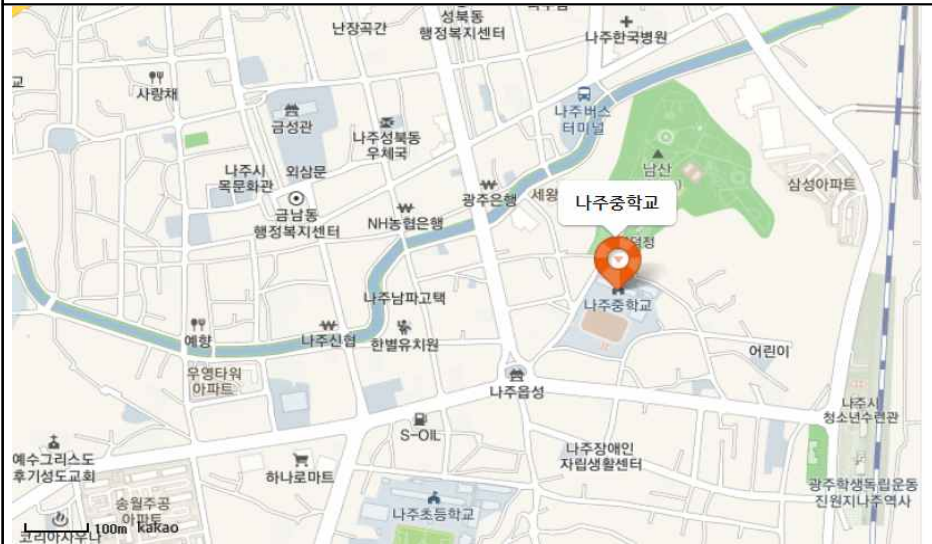 난장곡간
성북동
행정복지센터
나주한국병원
교
사랑채
금성관
나주성북동
우체국
나주버스
터미널
나주시
목문화관
외삼문
남산
삼성아파트
금남동
행정복지센터
NH농협은행
광주은행
세왕
나주중학교
나주중학교
나주남파고택
예향
나주신협
한별유치원
어린이
우영타워
아파트
나주읍성
나주시
청소년수련관
S-OIL
예수그리스도
후기성도교회
하나로마트
나주장애인
자립생활센터
송월주공
아파트
나주초등학교
광주학생독립운동
진원지나주역사
100m kakao
코리아사우나